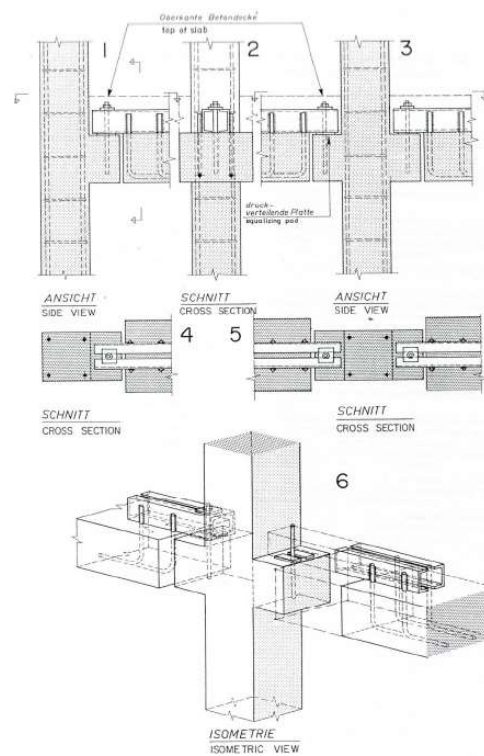 Oberkante Betondecke
top of slab
1
2
3
druck-
verteilende Platte
equalizing pad
ANSICHT
SIDE VIEW
SCHNITT
CROSS SECTION
ANSICHT
SIDE VIEW
4
5
SCHNITT
CROSS SECTION
SCHNITT
CROSS SECTION
6
ISOMETRIE
ISOMETRIC VIEW